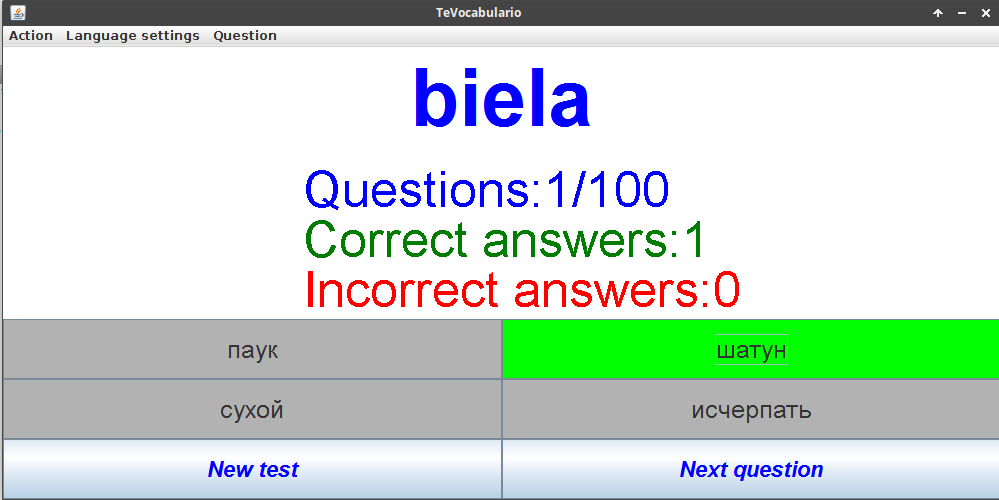 TeVocabulario
Action Language settings Question
biela
Questions:1/100
Correct answers:1
Incorrect answers:0
паук шатун
сухой исчерпать
New test Next question